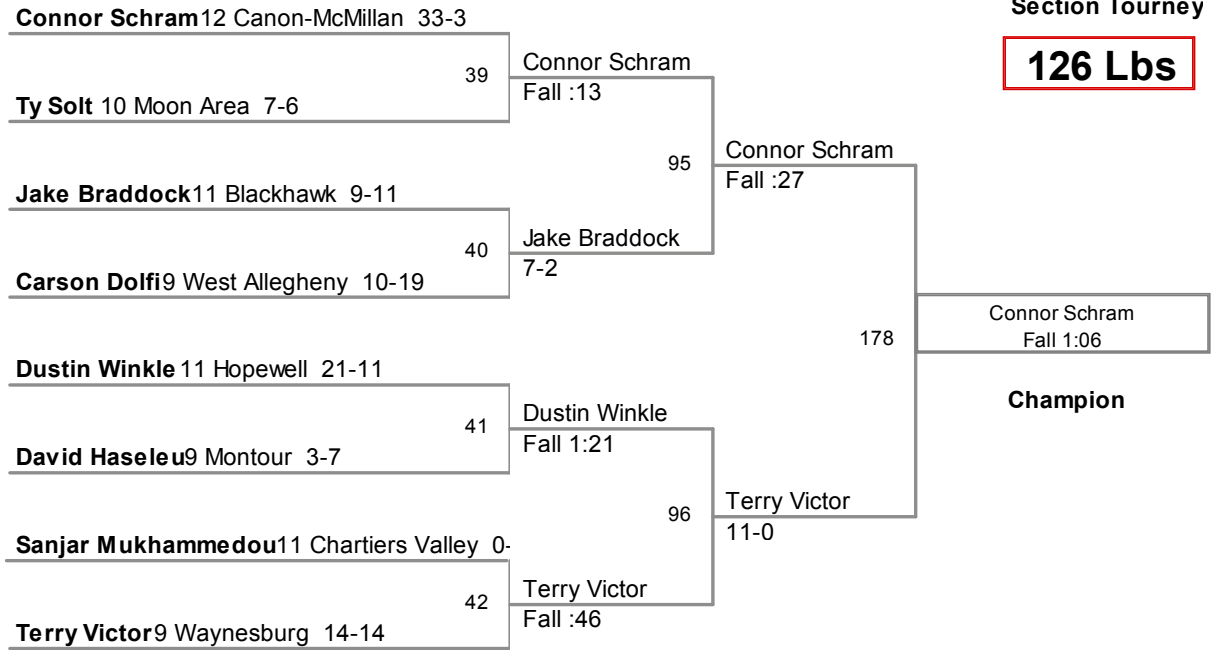 Connor Schram 12 Canon-McMillan 33-3
Section Tourney
126 Lbs
39
Connor Schram
Fall :13
Ty Solt 10 Moon Area 7-6
95
Connor Schram
Fall :27
Jake Braddock 11 Blackhawk 9-11
40
Jake Braddock
7-2
Carson Dolfi 9 West Allegheny 10-19
178
Connor Schram
Fall 1:06
Champion
Dustin Winkle 11 Hopewell 21-11
41
Dustin Winkle
Fall 1:21
David Haseleu 9 Montour 3-7
96
Terry Victor
11-0
Sanjar Mukhammedou 11 Chartiers Valley 0-
42
Terry Victor
Fall :46
Terry Victor 9 Waynesburg 14-14